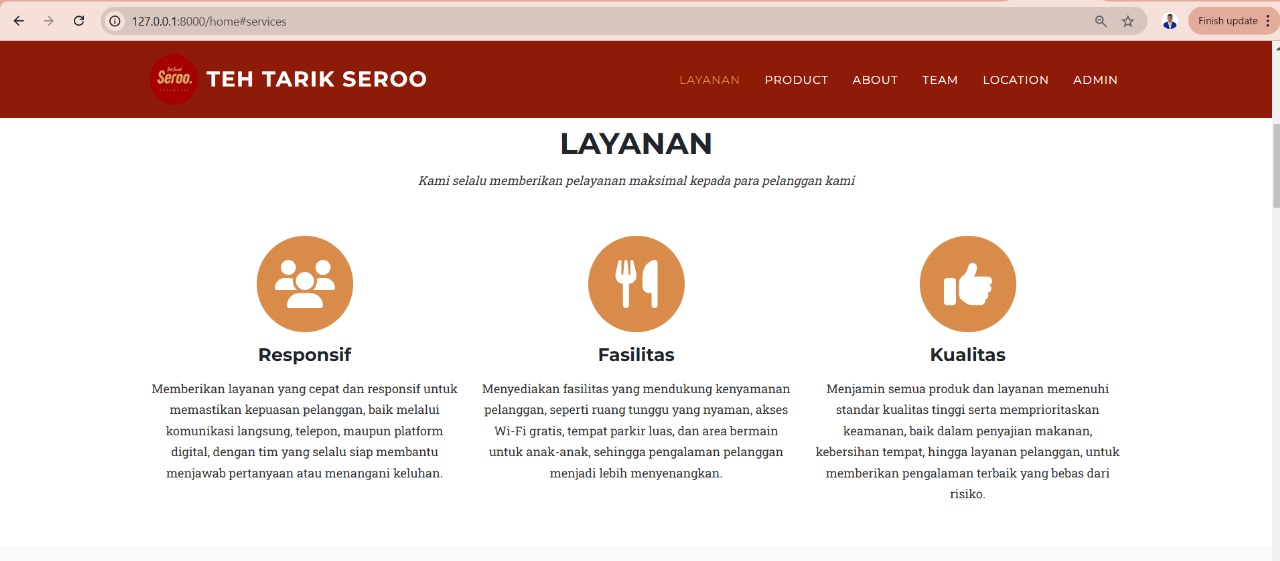 127.0.0.1:8000/home#services
Finish update
Seroo.
TEH TARIK SEROO
LAYANAN PRODUCT ABOUT TEAM LOCATION ADMIN
LAYANAN
Kami selalu memberikan pelayanan maksimal kepada para pelanggan kami
Responsif
Memberikan layanan yang cepat dan responsif untuk
memastikan kepuasan pelanggan, baik melalui
komunikasi langsung, telepon, maupun platform
digital, dengan tim yang selalu siap membantu
menjawab pertanyaan atau menangani keluhan.
Fasilitas
Menyediakan fasilitas yang mendukung kenyamanan
pelanggan, seperti ruang tunggu yang nyaman, akses
Wi-Fi gratis, tempat parkir luas, dan area bermain
untuk anak-anak, sehingga pengalaman pelanggan
menjadi lebih menyenangkan.
Kualitas
Menjamin semua produk dan layanan memenuhi
standar kualitas tinggi serta memprioritaskan
keamanan, baik dalam penyajian makanan,
kebersihan tempat, hingga layanan pelanggan, untuk
memberikan pengalaman terbaik yang bebas dari
risiko.